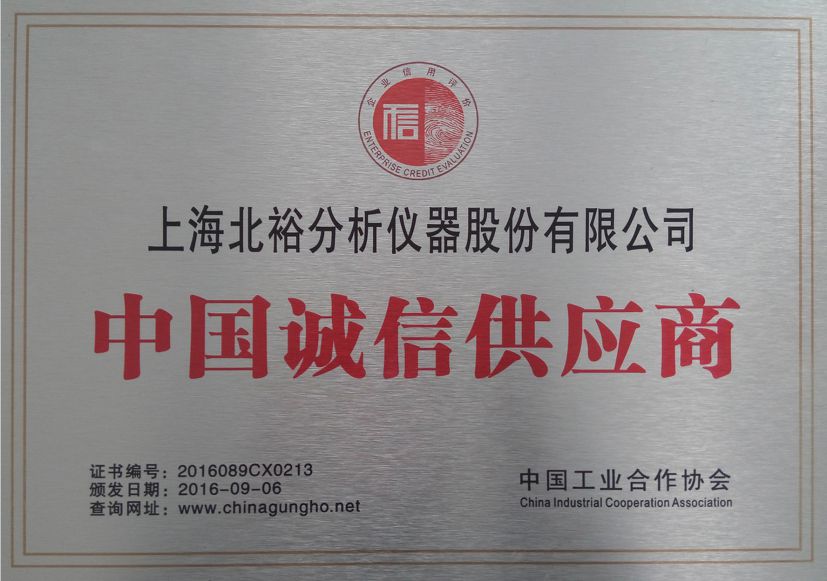 企业信用评价
信
ENTERPRISE CREDIT EVALUATION
上海北裕分析仪器股份有限公司
中国诚信供应商
证书编号：2016089CX0213
颁发日期：2016-09-06
查询网址：www.chinagungho.net
中国工业合作协会
China Industrial Cooperation Association